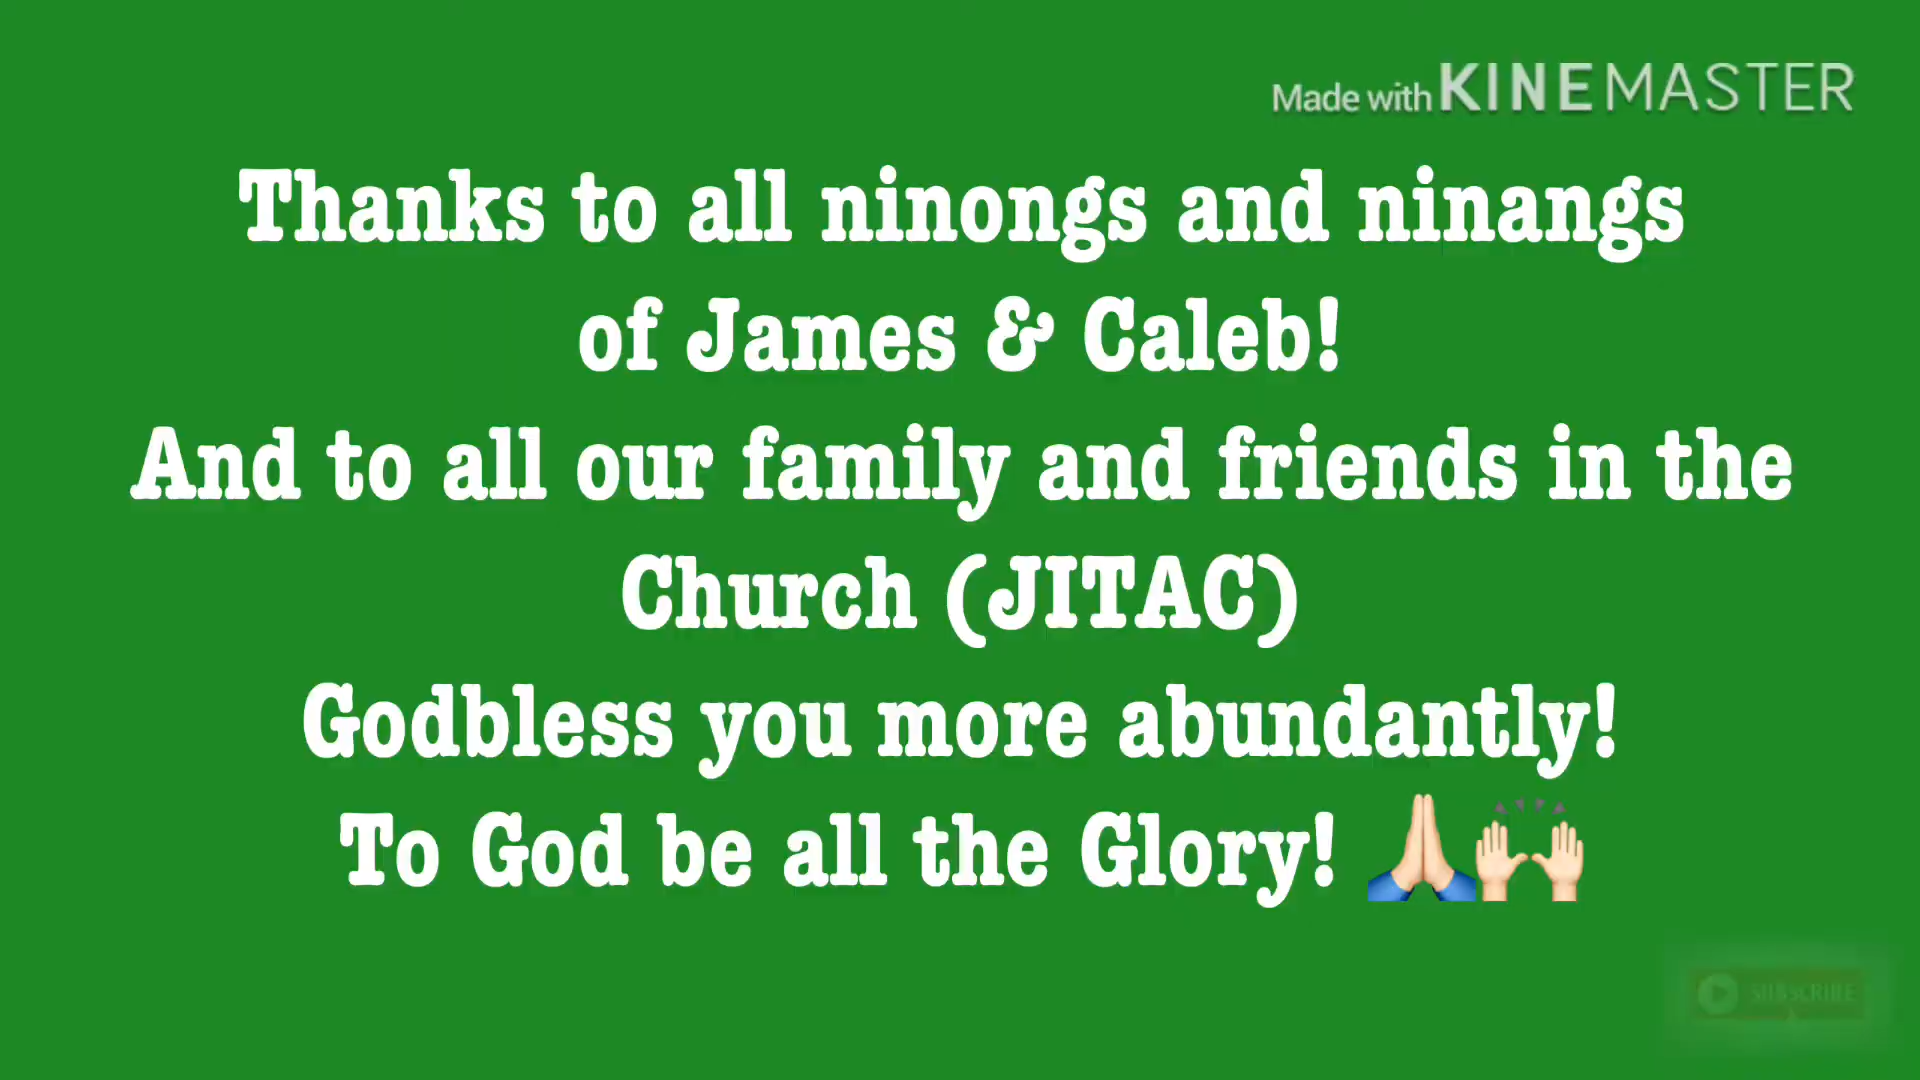 Made with KINEMASTER
Thanks to all ninongs and ninangs
of James & Caleb!
And to all our family and friends in the
Church (JITAC)
Godbless you more abundantly!
To God be all the Glory! 🙏🏻🙌🏻
SUBSCRIBE